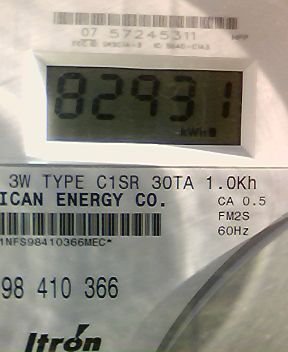 07 57245311
82931
kWh
3W TYPE C1SR 30TA 1.0Kh
ICAN ENERGY CO.
CA 0.5
FM2S
60Hz
1NFS98410366MEC*
98 410 366
Itron